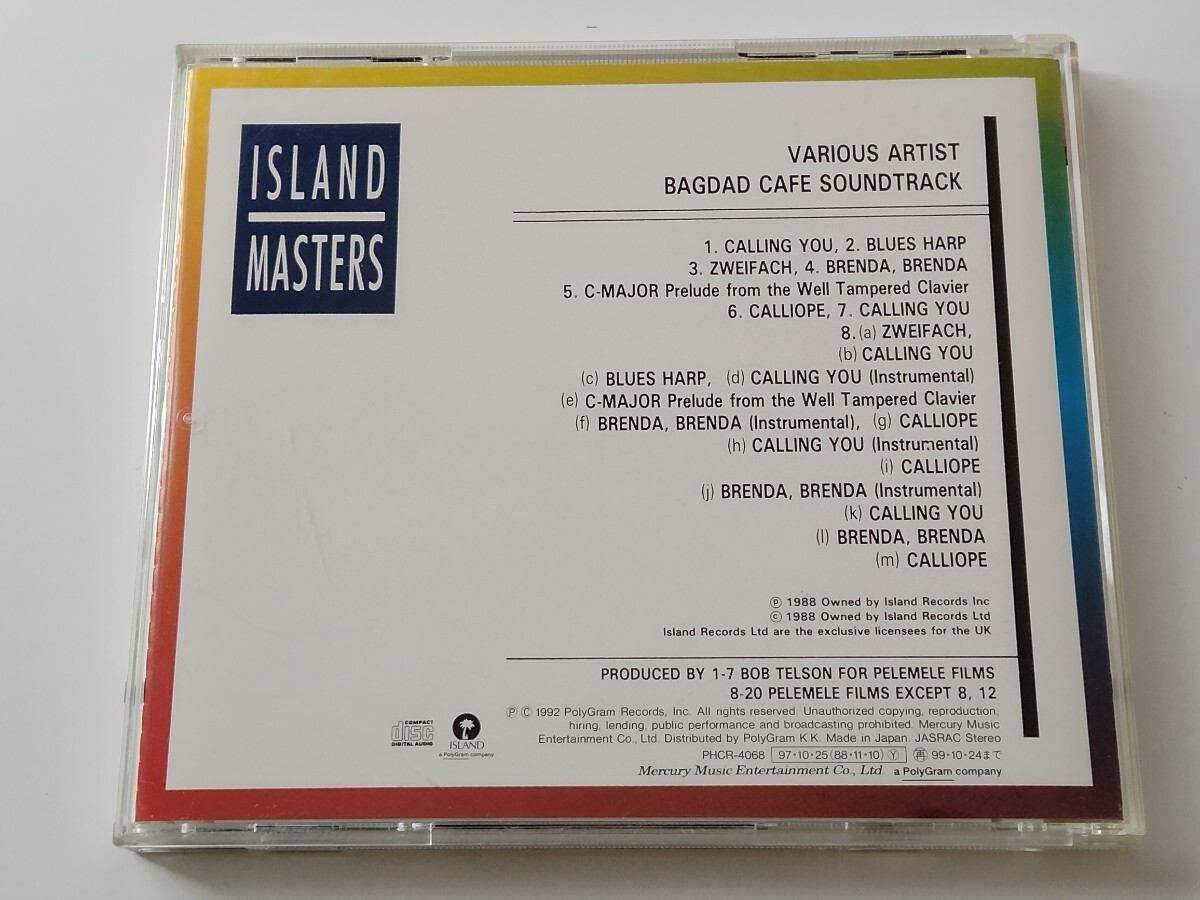 ISLAND
MASTERS
VARIOUS ARTIST
BAGDAD CAFE SOUNDTRACK
1. CALLING YOU, 2. BLUES HARP
3. ZWEIFACH, 4. BRENDA, BRENDA
5. C-MAJOR Prelude from the Well Tampered Clavier
6. CALLIOPE, 7. CALLING YOU
8.(a) ZWEIFACH,
(b) CALLING YOU
(c) BLUES HARP, (d) CALLING YOU (Instrumental)
(e) C-MAJOR Prelude from the Well Tampered Clavier
(f) BRENDA, BRENDA (Instrumental), (g) CALLIOPE
(h) CALLING YOU (Instrumental)
(i) CALLIOPE
(j) BRENDA, BRENDA (Instrumental)
(k) CALLING YOU
(l) BRENDA, BRENDA
(m) CALLIOPE
℗ 1988 Owned by Island Records Inc
© 1988 Owned by Island Records Ltd
Island Records Ltd are the exclusive licensees for the UK
PRODUCED BY 1-7 BOB TELSON FOR PELEMELE FILMS
8-20 PELEMELE FILMS EXCEPT 8, 12
℗ © 1992 PolyGram Records, Inc. All rights reserved. Unauthorized copying, reproduction,
hiring, lending, public performance and broadcasting prohibited. Mercury Music
Entertainment Co., Ltd. Distributed by PolyGram K.K. Made in Japan. JASRAC Stereo
PHCR-4068 97・10・25(88・11・10) Ⓨ 再 99・10・24まで
Mercury Music Entertainment Co., Ltd. a PolyGram company
COMPACT
disc
DIGITAL AUDIO
ISLAND
a PolyGram company